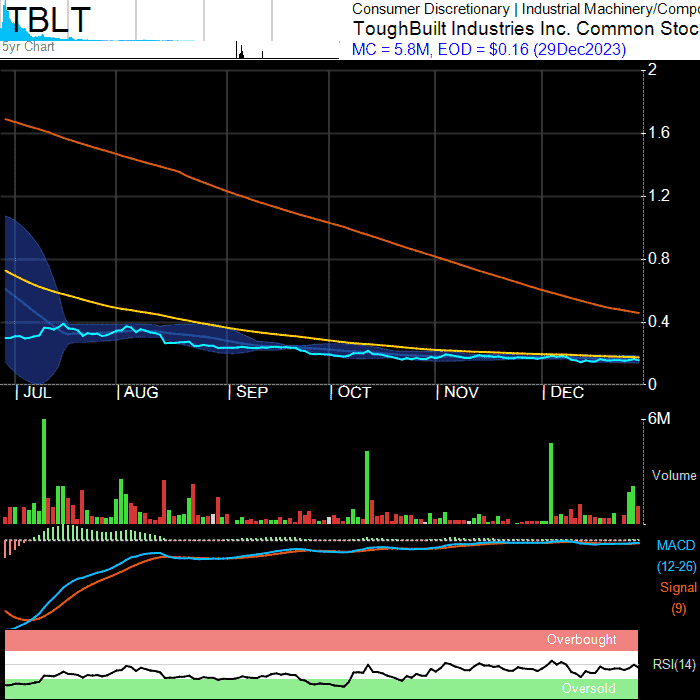 TBLT
5yr Chart
Consumer Discretionary | Industrial Machinery/Compo
ToughBuilt Industries Inc. Common Stoc
MC = 5.8M, EOD = $0.16 (29Dec2023)
2
1.6
1.2
0.8
0.4
0
| JUL | AUG | SEP | OCT | NOV | DEC
6M
Volume
MACD
(12-26)
Signal
(9)
Overbought
RSI(14)
Oversold